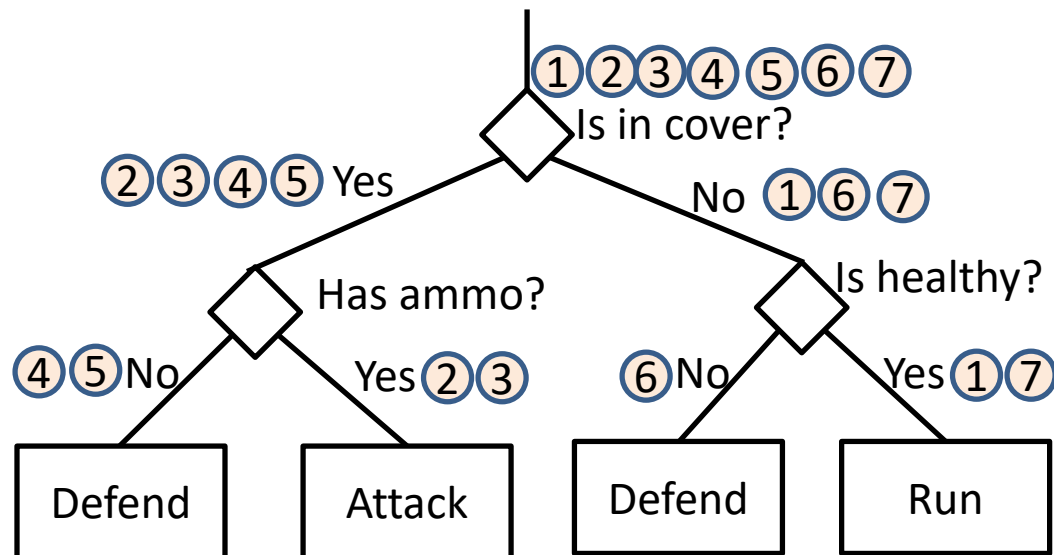 1 2 3 4 5 6 7
Is in cover?
2 3 4 5 Yes
No 1 6 7
Has ammo?
Is healthy?
4 5 No
Yes 2 3
6 No
Yes 1 7
Defend
Attack
Defend
Run